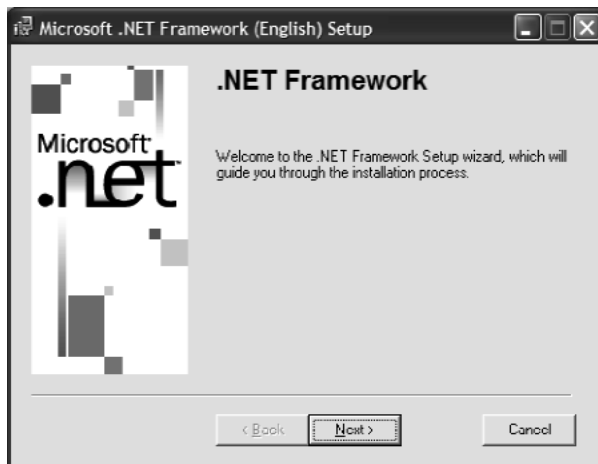 Microsoft .NET Framework (English) Setup
.NET Framework
Microsoft
.net
Welcome to the .NET Framework Setup wizard, which will
guide you through the installation process.
< Back
Next >
Cancel